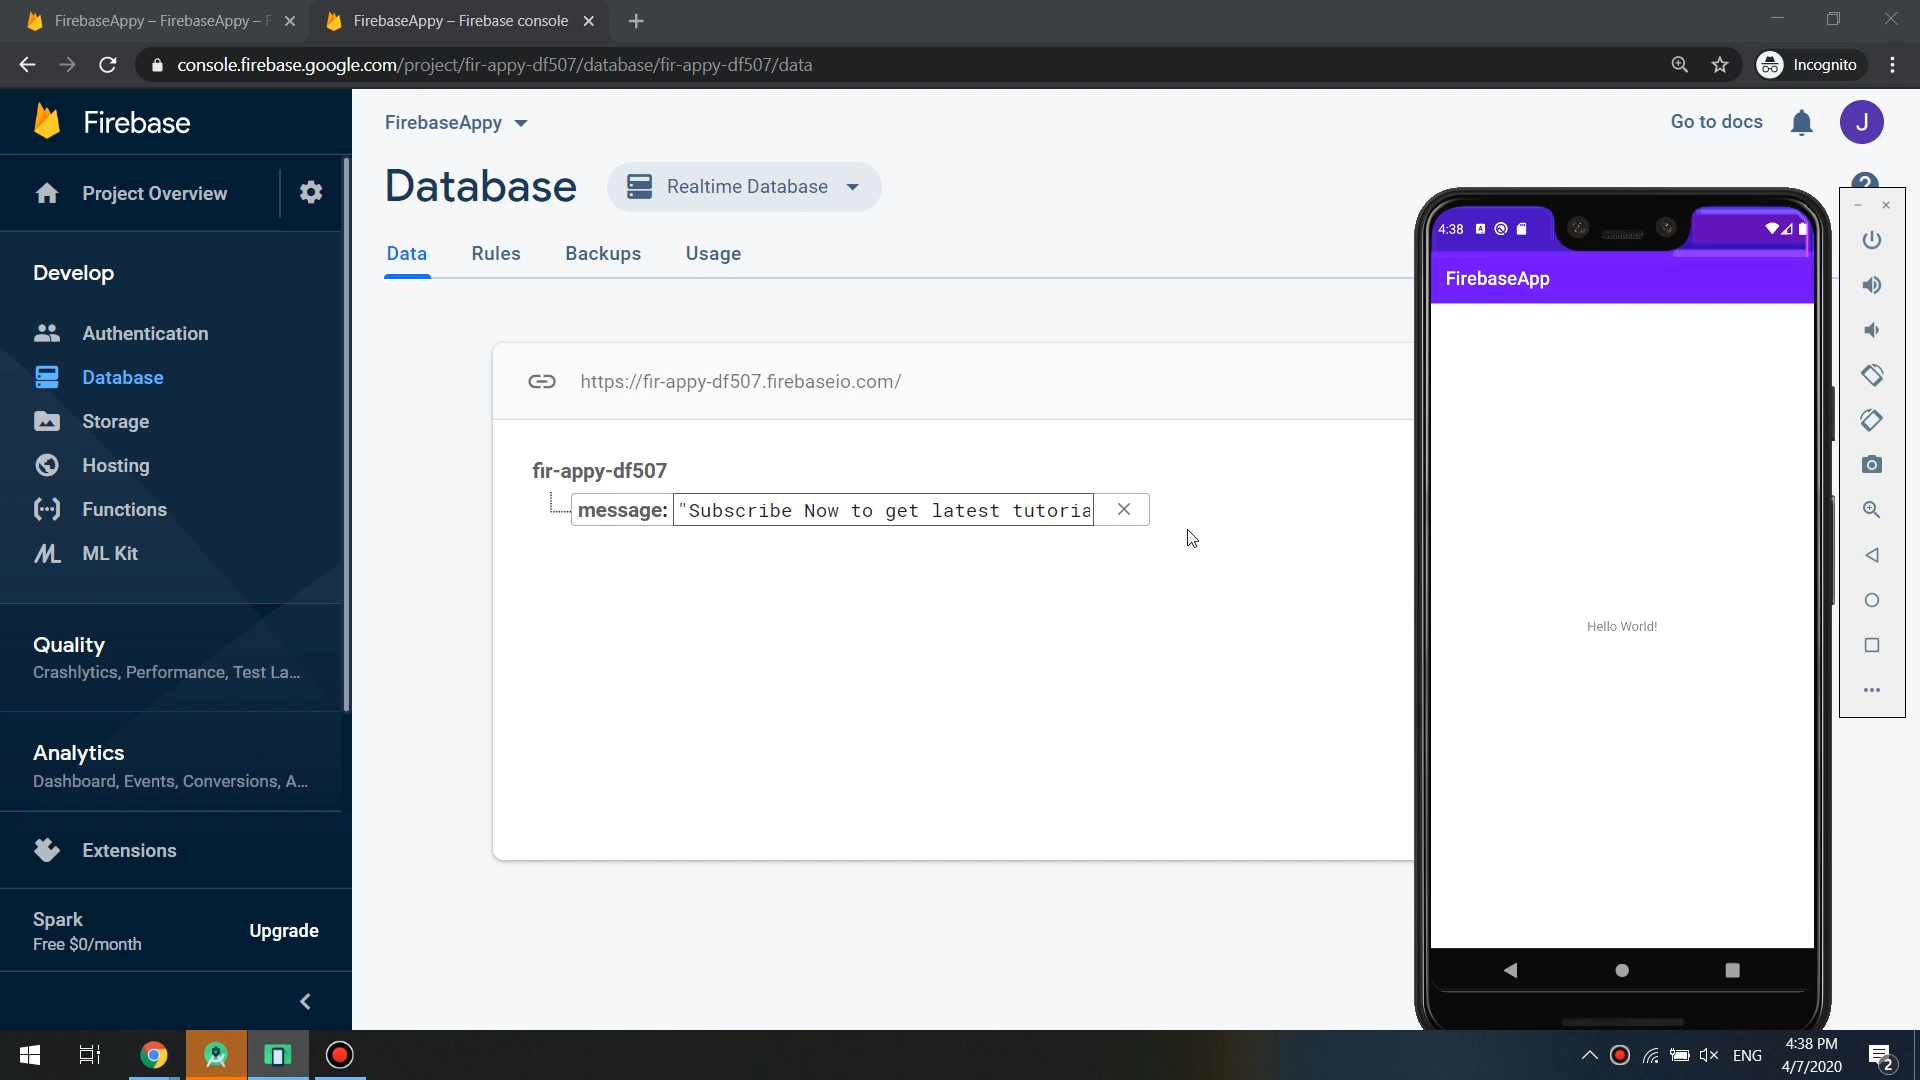 FirebaseAppy – FirebaseAppy – F
FirebaseAppy – Firebase console
console.firebase.google.com/project/fir-appy-df507/database/fir-appy-df507/data
Incognito
Firebase
Project Overview
Develop
Authentication
Database
Storage
Hosting
Functions
ML Kit
Quality
Crashlytics, Performance, Test La...
Analytics
Dashboard, Events, Conversions, A...
Extensions
Spark
Free $0/month
Upgrade
FirebaseAppy
Go to docs
J
Database
Realtime Database
?
Data
Rules
Backups
Usage
https://fir-appy-df507.firebaseio.com/
fir-appy-df507
message: "Subscribe Now to get latest tutoria
4:38
FirebaseApp
Hello World!
ENG
4:38 PM
4/7/2020
2